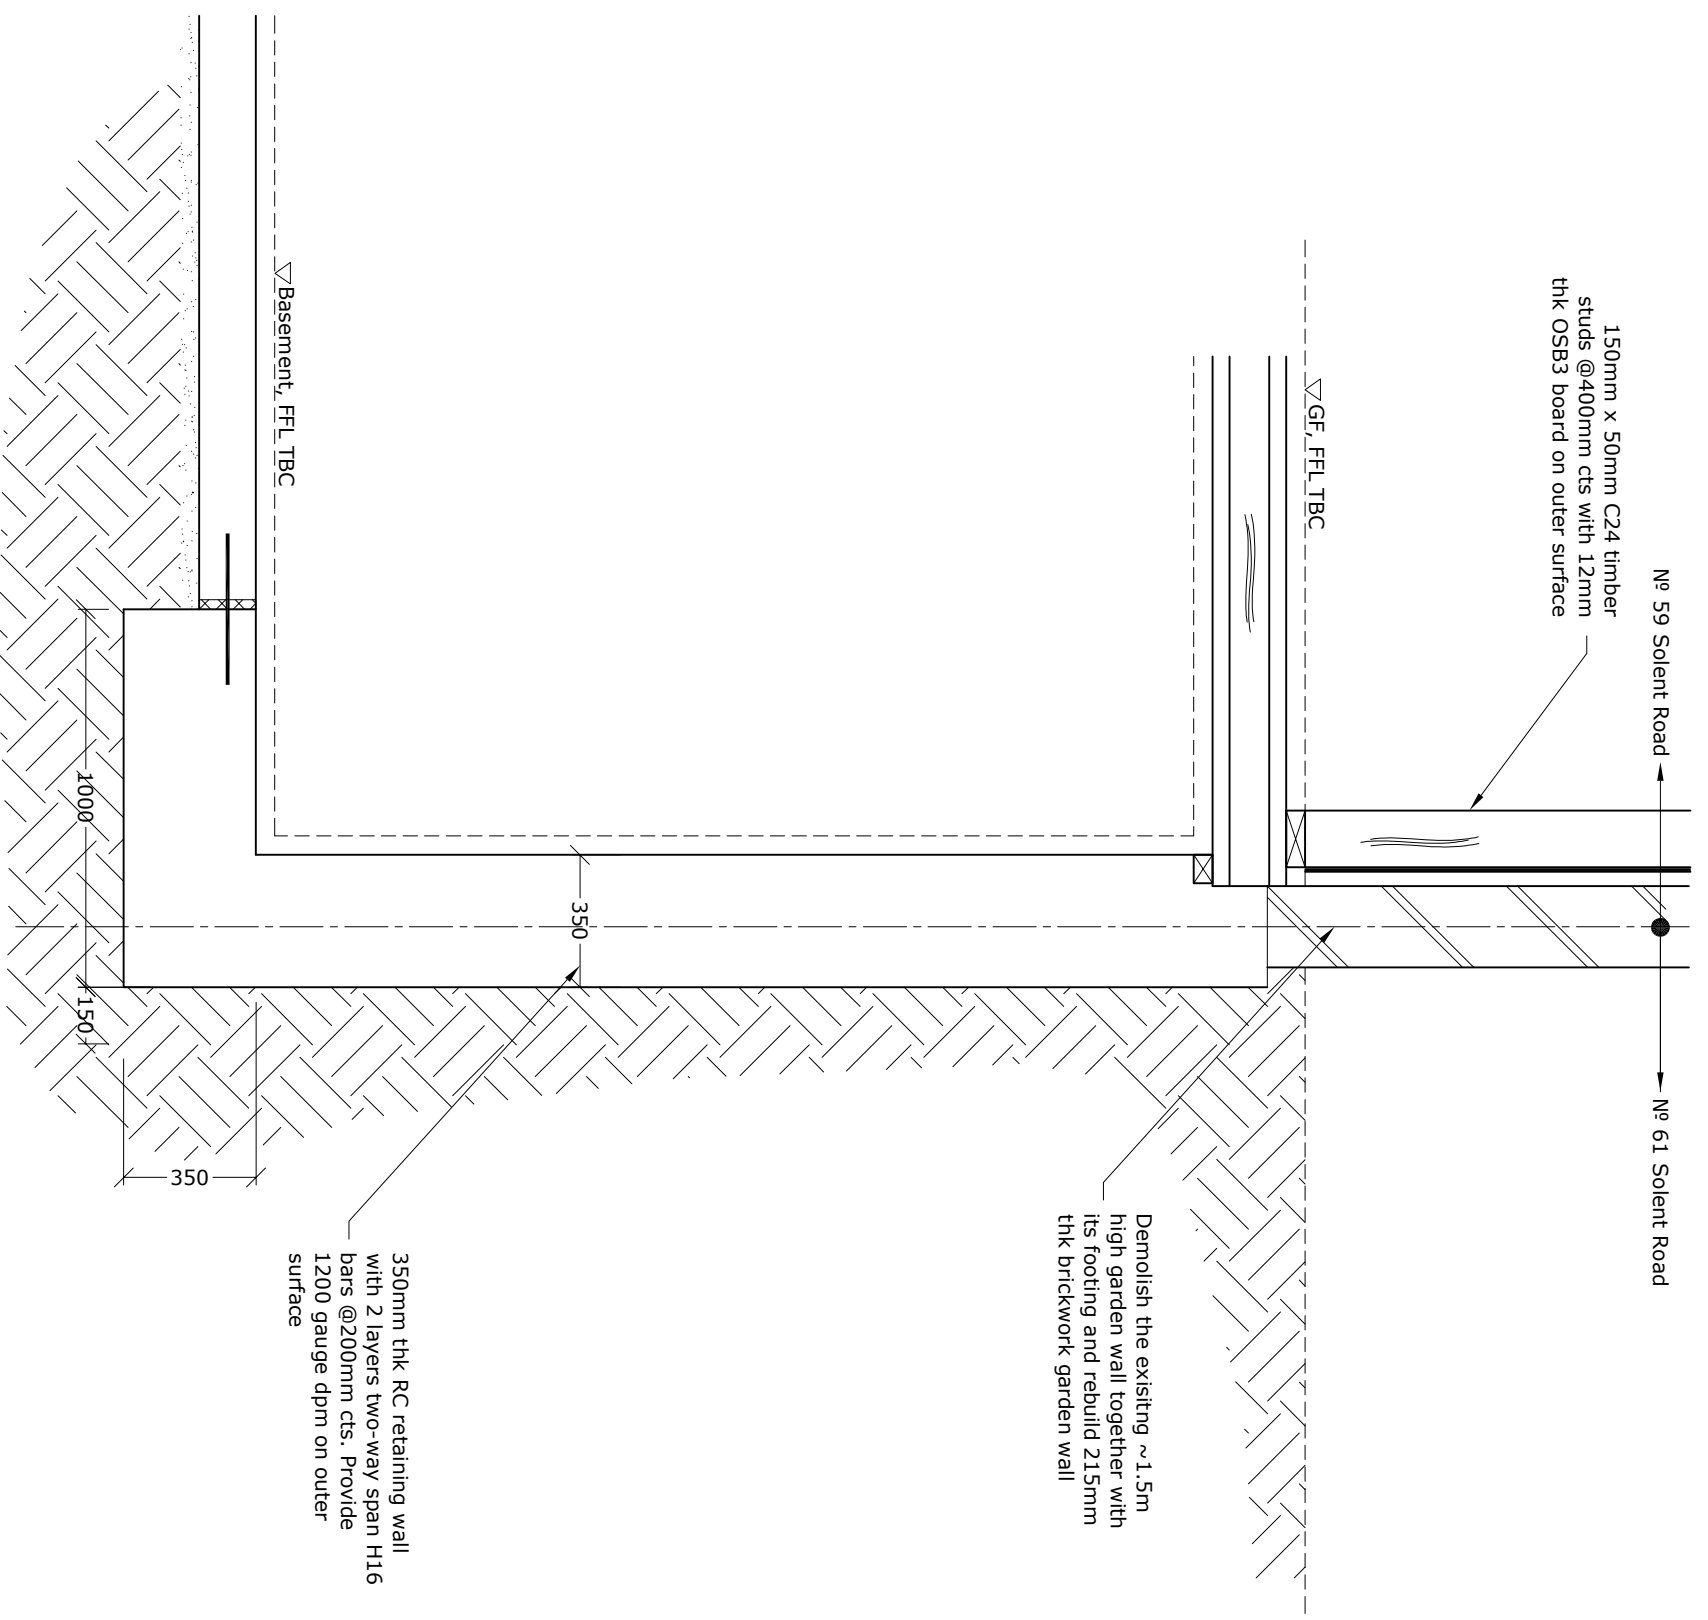 Nº 59 Solent Road
Nº 61 Solent Road
150mm x 50mm C24 timber
studs @400mm cts with 12mm
thk OSB3 board on outer surface
GF, FFL TBC
Demolish the exisitng ~1.5m
high garden wall together with
its footing and rebuild 215mm
thk brickwork garden wall
350
Basement, FFL TBC
350mm thk RC retaining wall
with 2 layers two-way span H16
bars @200mm cts. Provide
1200 gauge dpm on outer
surface
350
1000
150